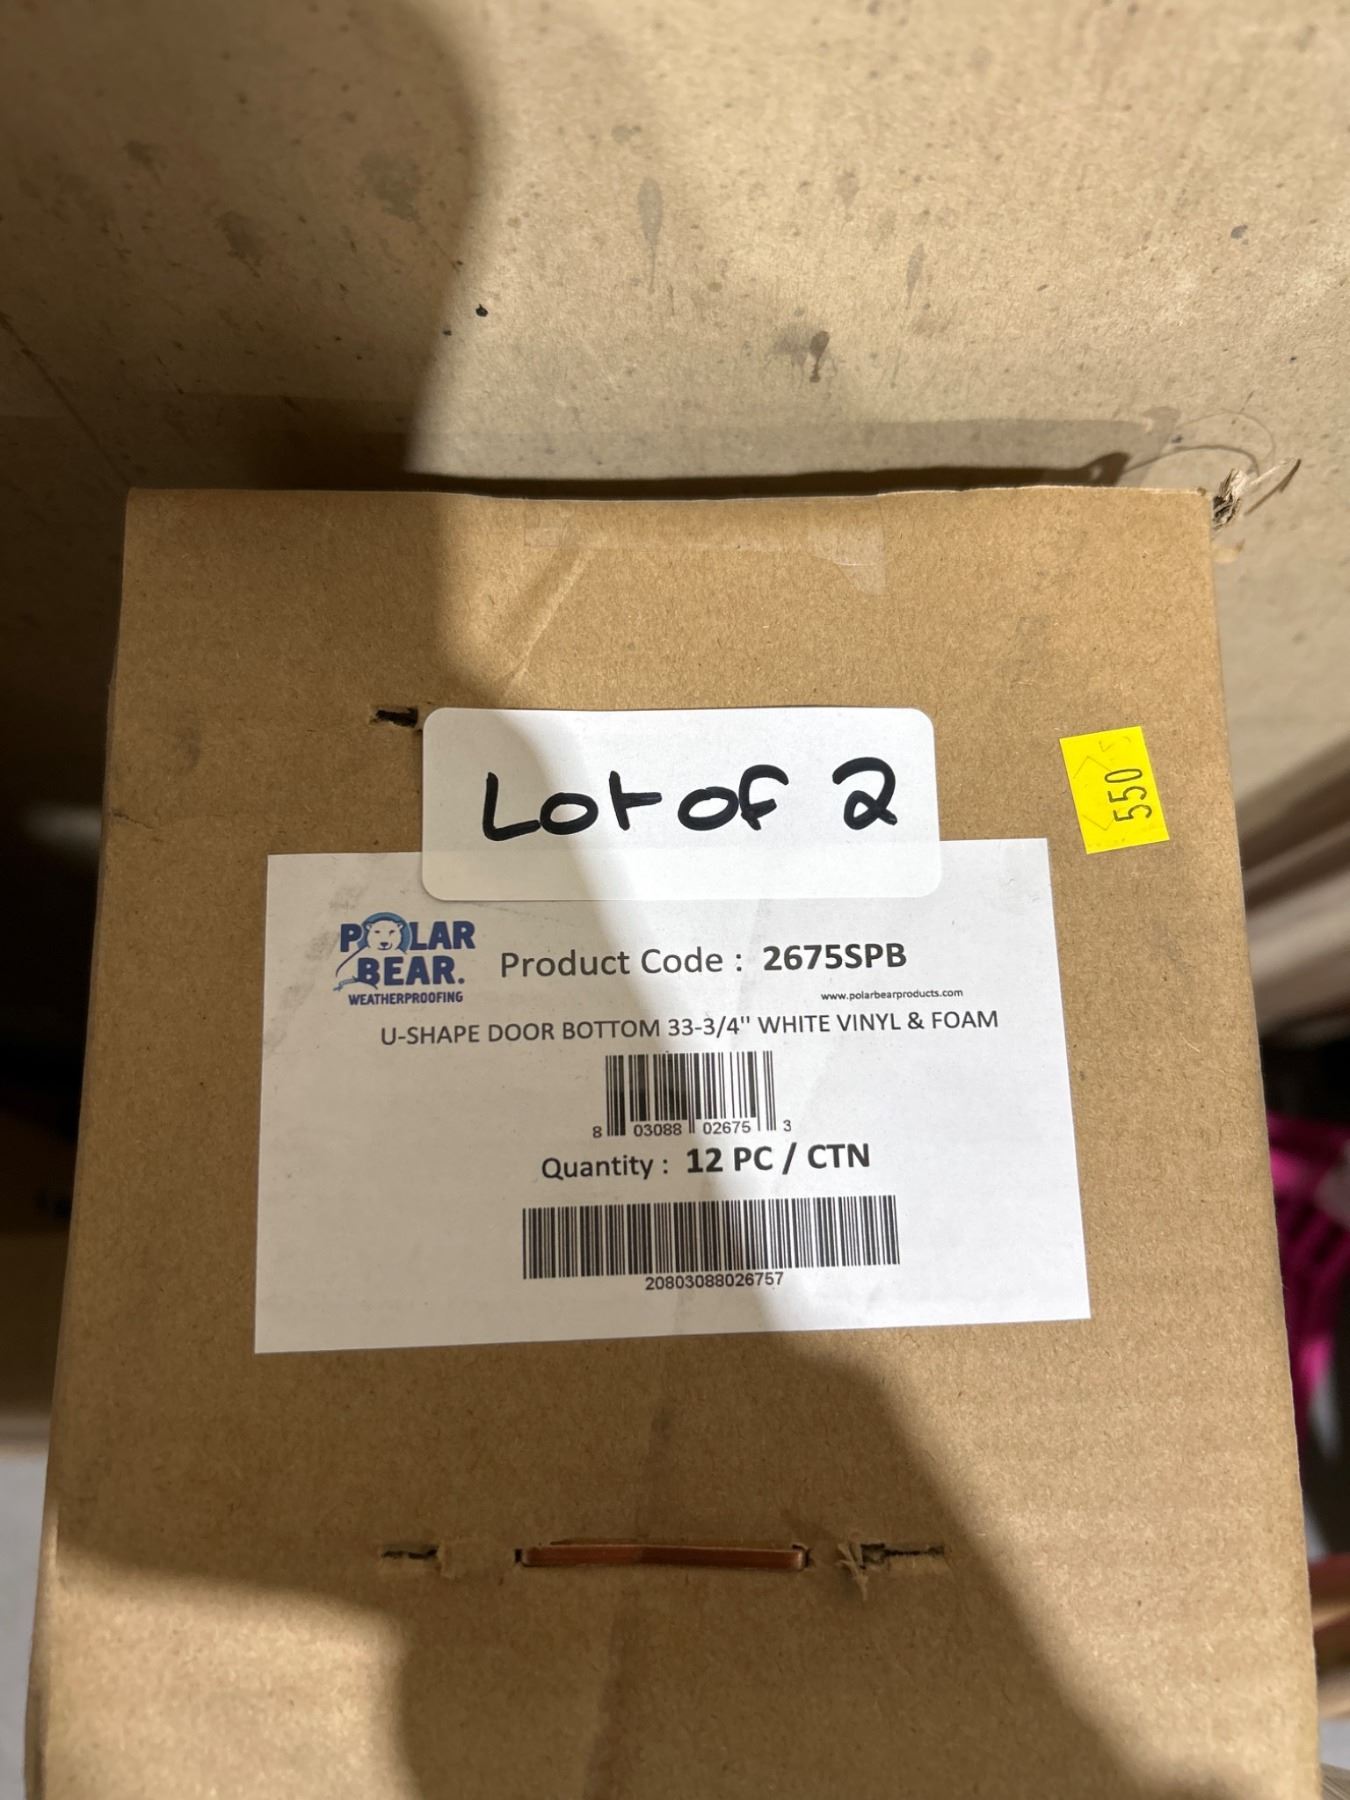 Lot of 2
550
POLAR
BEAR.
WEATHERPROOFING
Product Code : 2675SPB
www.polarbearproducts.com
U-SHAPE DOOR BOTTOM 33-3/4" WHITE VINYL & FOAM
8 03088 02675 3
Quantity : 12 PC / CTN
20803088026757